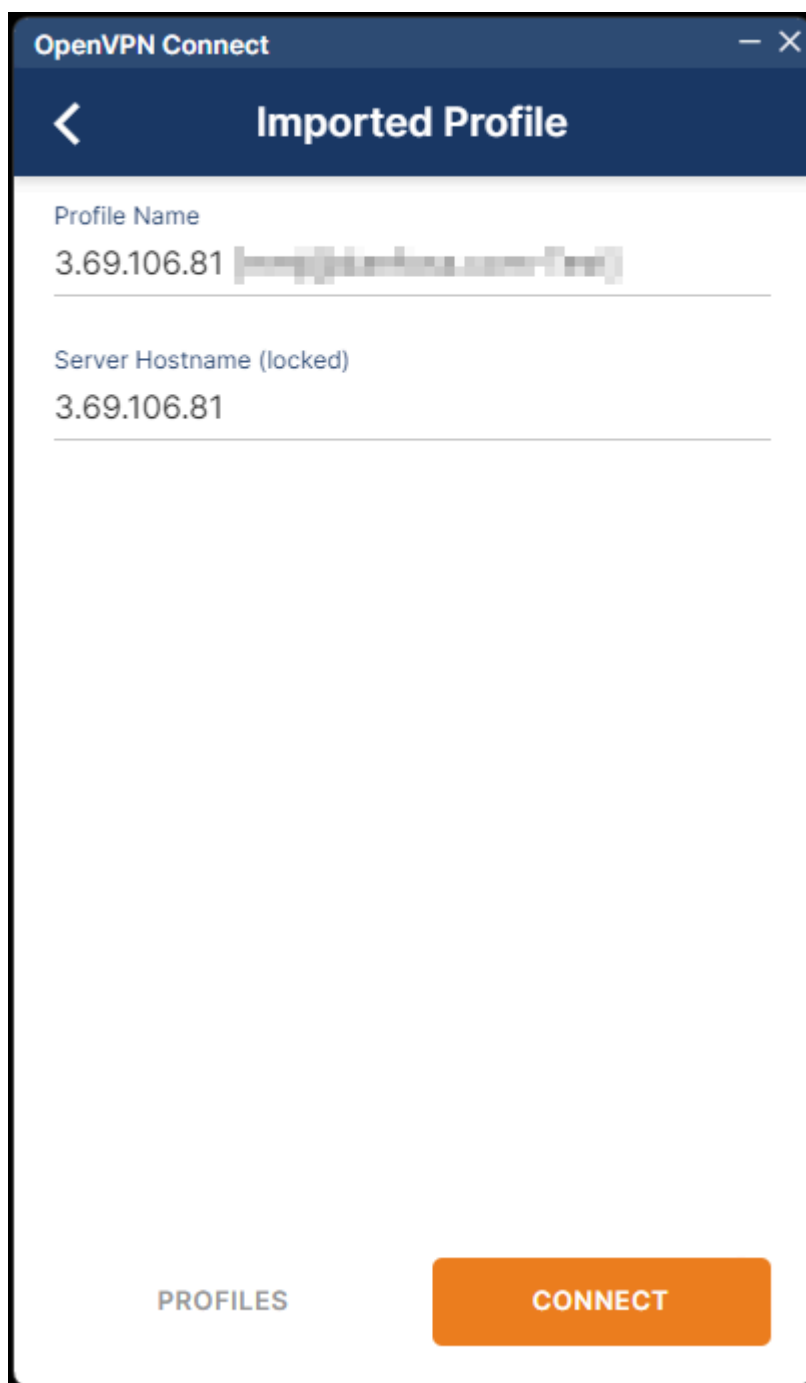 OpenVPN Connect
Imported Profile
Profile Name
3.69.106.81
Server Hostname (locked)
3.69.106.81
PROFILES
CONNECT